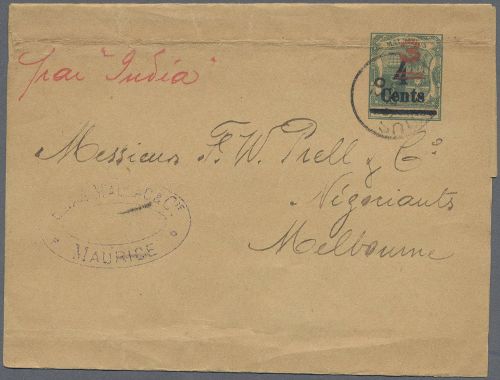 par "India"
4
Cents
Messieurs F. W. Prell & Co
Négociants
Melbourne
MAURICE